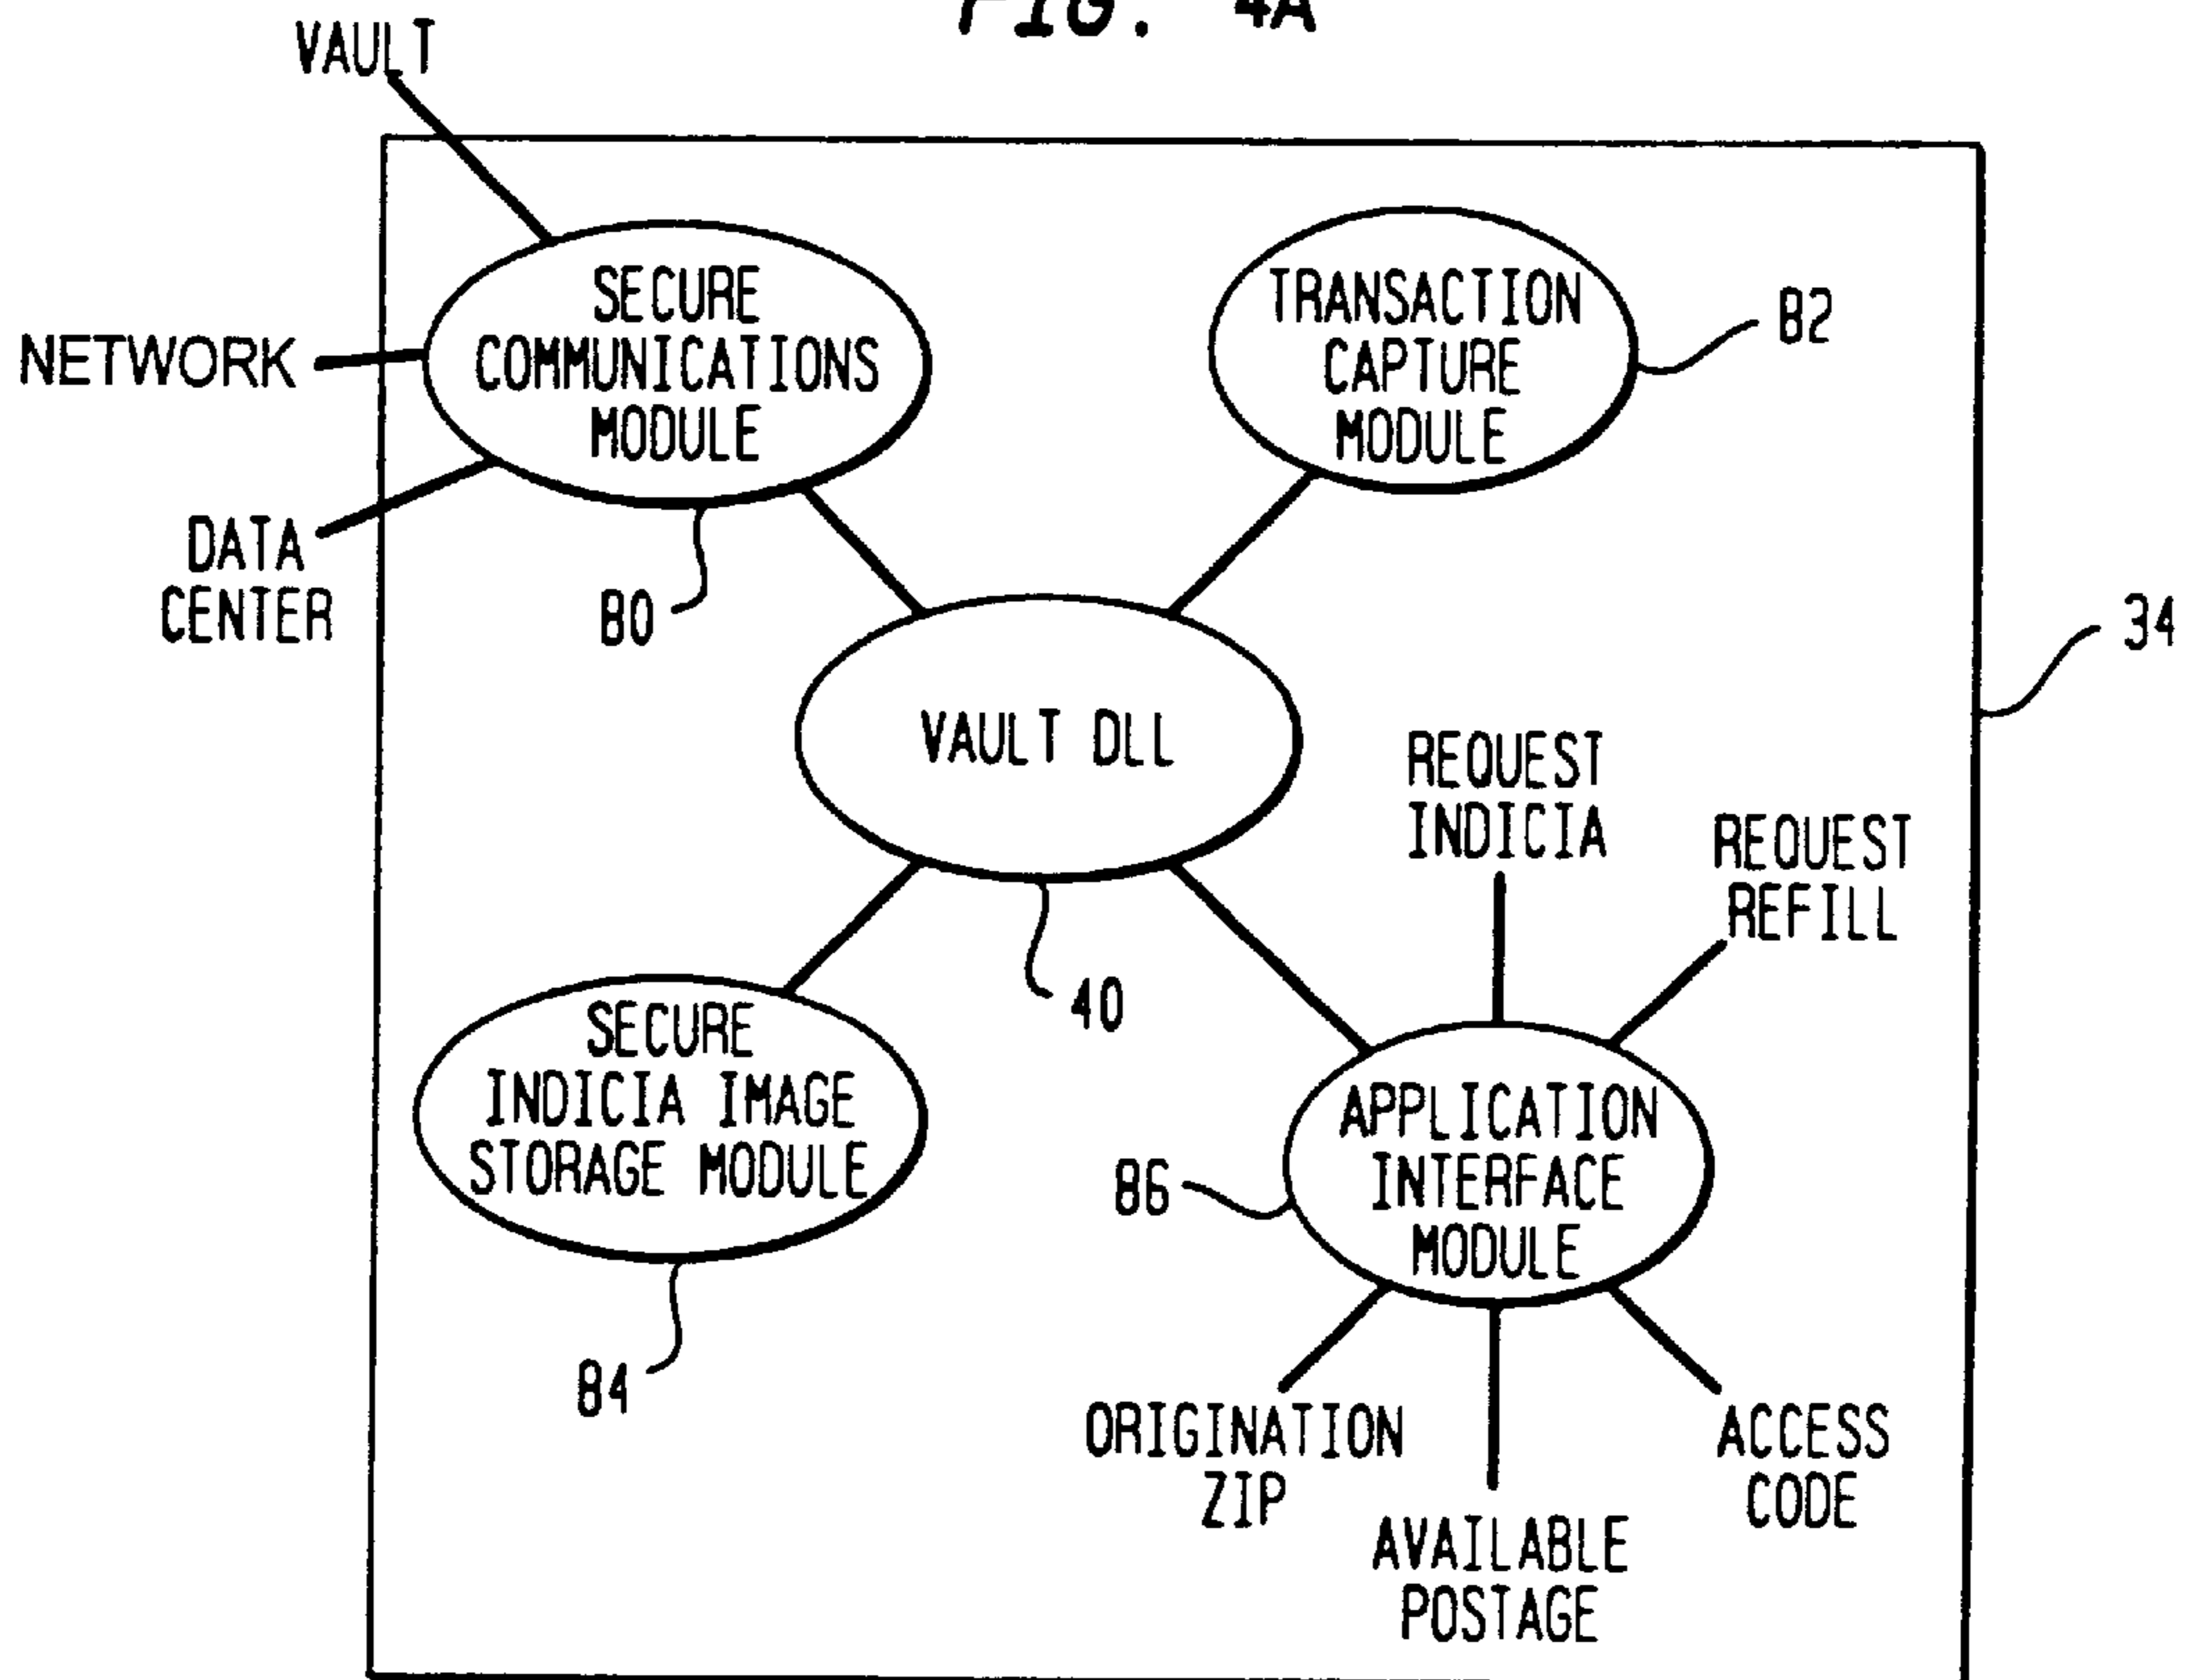 FIG. 4A
VAULT
SECURE
COMMUNICATIONS
MODULE
TRANSACTION
CAPTURE
MODULE
82
NETWORK
DATA
CENTER
80
34
VAULT DLL
REQUEST
INDICIA
REQUEST
REFILL
40
SECURE
INDICIA IMAGE
STORAGE MODULE
APPLICATION
INTERFACE
MODULE
86
84
ORIGINATION
ZIP
ACCESS
CODE
AVAILABLE
POSTAGE